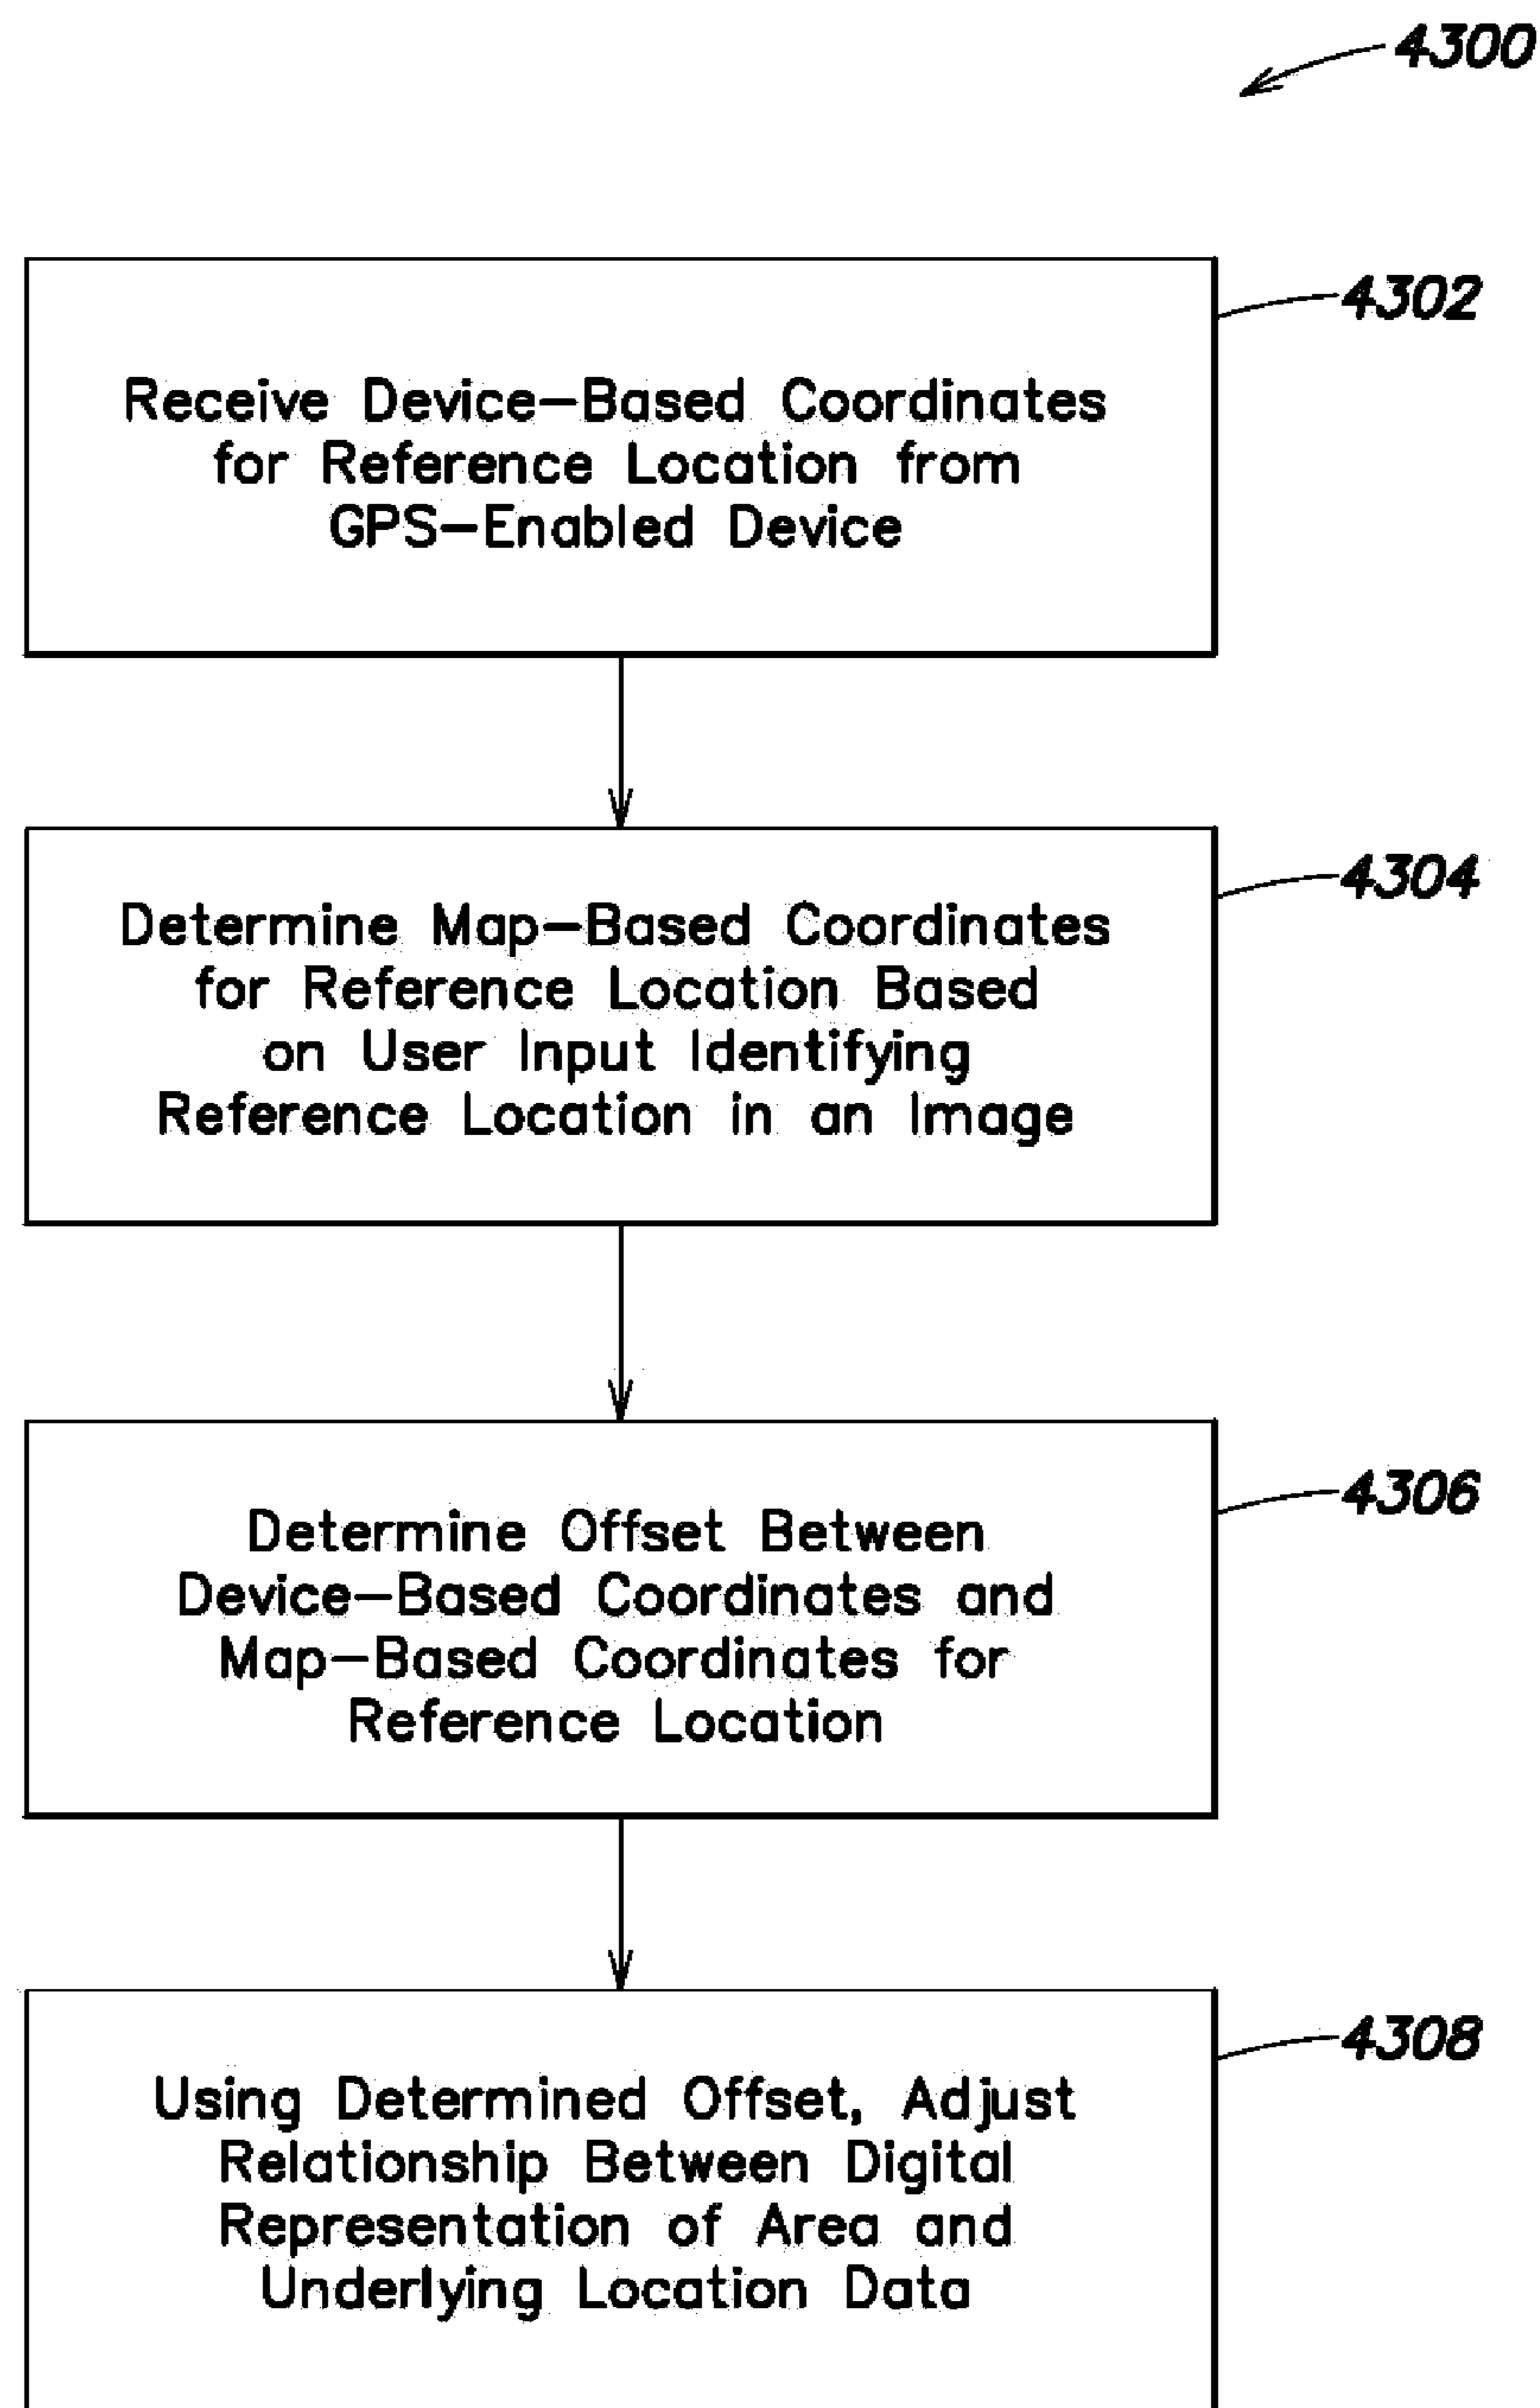 4300
4302
Receive Device-Based Coordinates
for Reference Location from
GPS-Enabled Device
4304
Determine Map-Based Coordinates
for Reference Location Based
on User Input Identifying
Reference Location in an Image
4306
Determine Offset Between
Device-Based Coordinates and
Map-Based Coordinates for
Reference Location
4308
Using Determined Offset, Adjust
Relationship Between Digital
Representation of Area and
Underlying Location Data